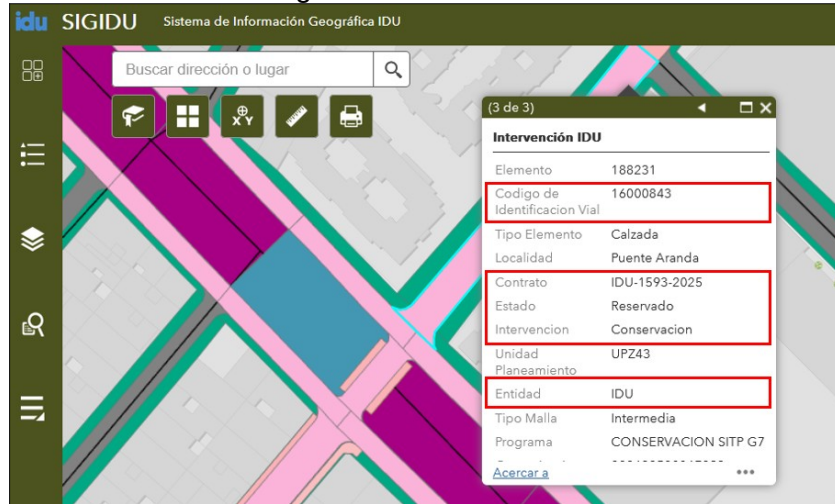 idu SIGIDU Sistema de Información Geográfica IDU
Buscar dirección o lugar
X Y
(3 de 3)
Intervención IDU
Elemento 188231
Codigo de 16000843
Identificacion Vial
Tipo Elemento Calzada
Localidad Puente Aranda
Contrato IDU-1593-2025
Estado Reservado
Intervencion Conservacion
Unidad UPZ43
Planeamiento
Entidad IDU
Tipo Malla Intermedia
Programa CONSERVACION SITP G7
Acercar a